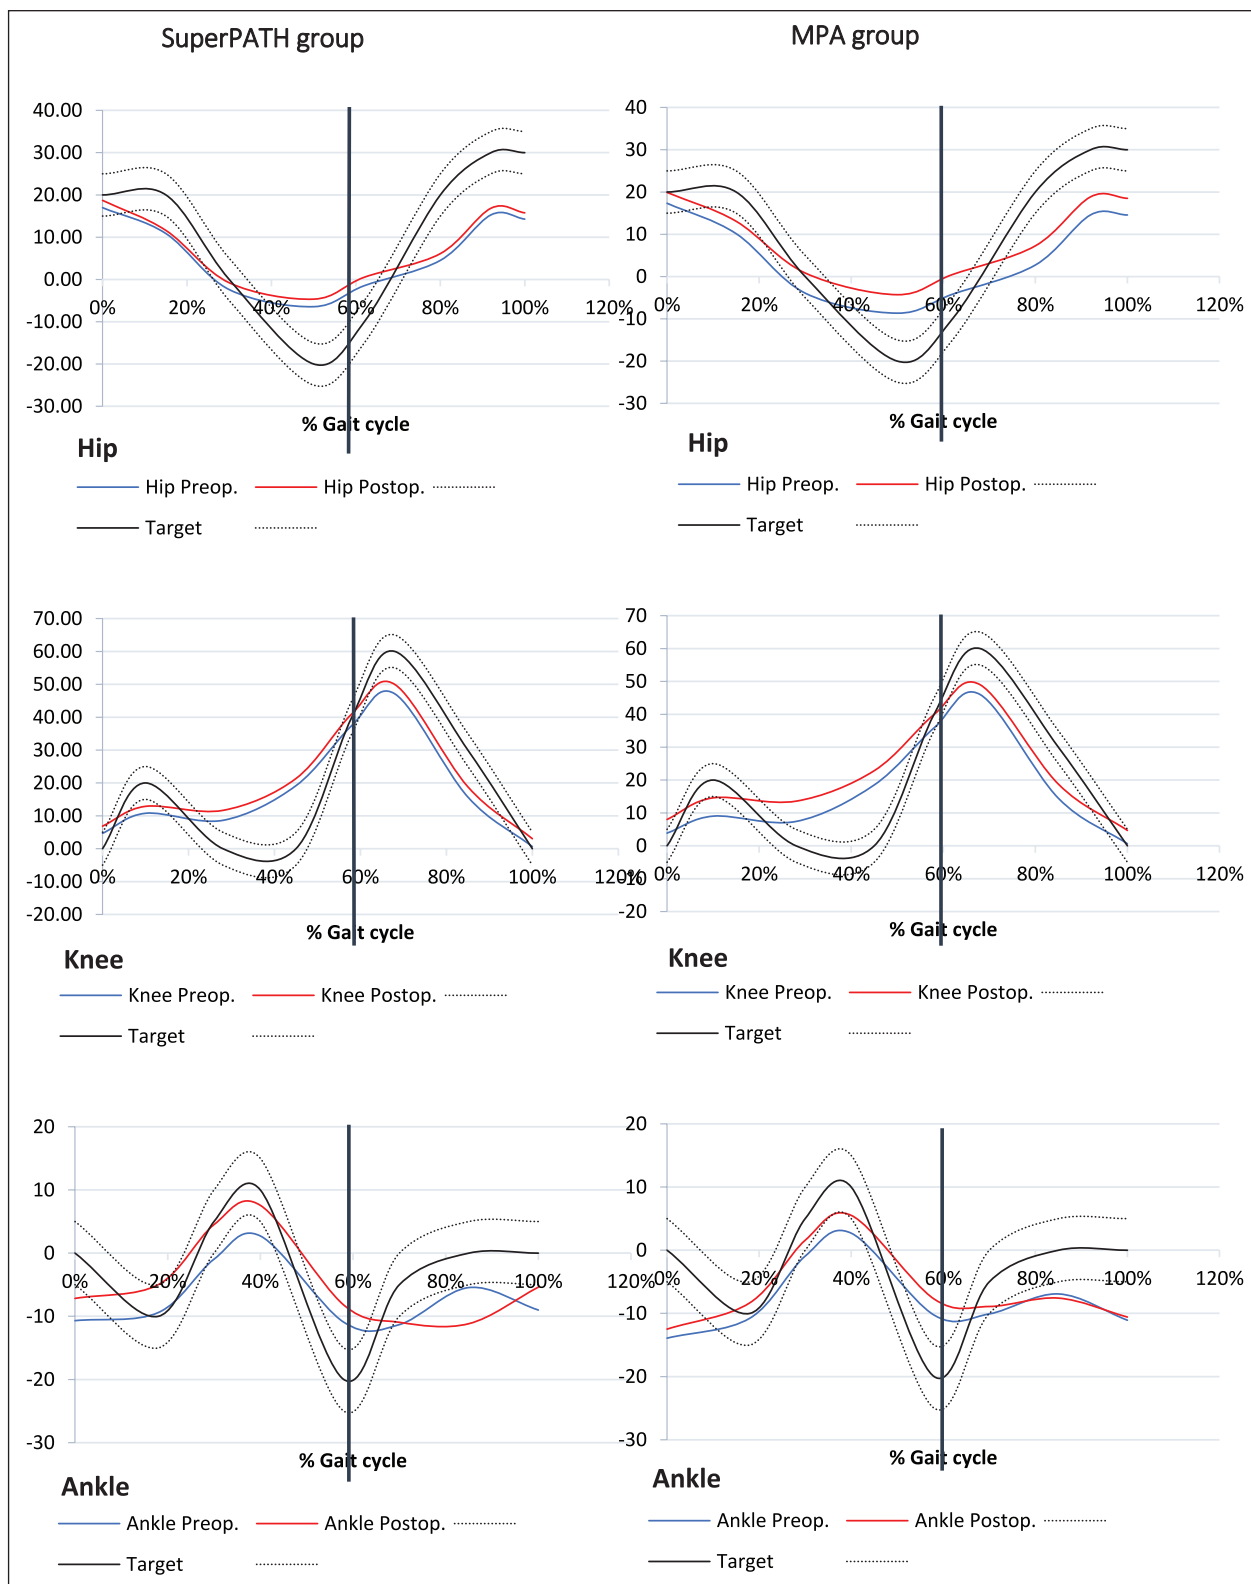 SuperPATH group
MPA group
40.00
30.00
20.00
10.00
0.00
-10.00
-20.00
-30.00
0% 20% 40% 60% 80% 100% 120%
% Gait cycle
Hip
Hip Preop. Hip Postop.
Target
40
30
20
10
0
-10
-20
-30
0% 20% 40% 60% 80% 100% 120%
% Gait cycle
Hip
Hip Preop. Hip Postop.
Target
70.00
60.00
50.00
40.00
30.00
20.00
10.00
0.00
-10.00
-20.00
0% 20% 40% 60% 80% 100% 120%
% Gait cycle
Knee
Knee Preop. Knee Postop.
Target
70
60
50
40
30
20
10
0
-10
-20
0% 20% 40% 60% 80% 100% 120%
% Gait cycle
Knee
Knee Preop. Knee Postop.
Target
20
10
0
-10
-20
-30
0% 20% 40% 60% 80% 100% 120%
% Gait cycle
Ankle
Ankle Preop. Ankle Postop.
Target
20
10
0
-10
-20
-30
0% 20% 40% 60% 80% 100% 120%
% Gait cycle
Ankle
Ankle Preop. Ankle Postop.
Target